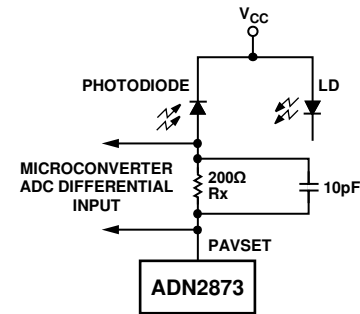 VCC
PHOTODIODE
LD
MICROCONVERTER
ADC DIFFERENTIAL
INPUT
200Ω
Rx
10pF
PAVSET
ADN2873